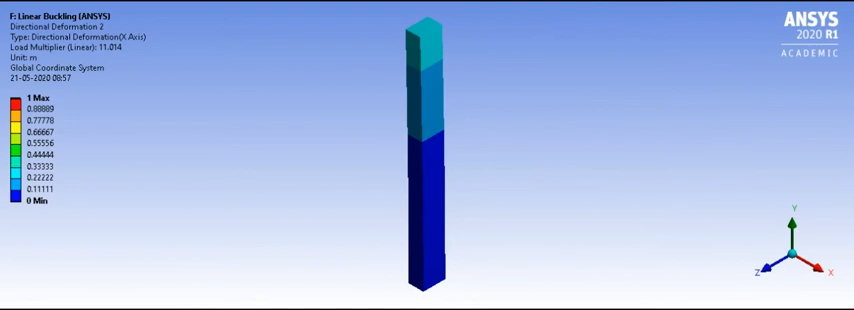 F: Linear Buckling (ANSYS)
Directional Deformation 2
Type: Directional Deformation(X Axis)
Load Multiplier (Linear): 11.014
Unit: m
Global Coordinate System
21-05-2020 08:57
1 Max
0.88889
0.77778
0.66667
0.55556
0.44444
0.33333
0.22222
0.11111
0 Min
ANSYS
2020 R1
ACADEMIC
Y
Z
X